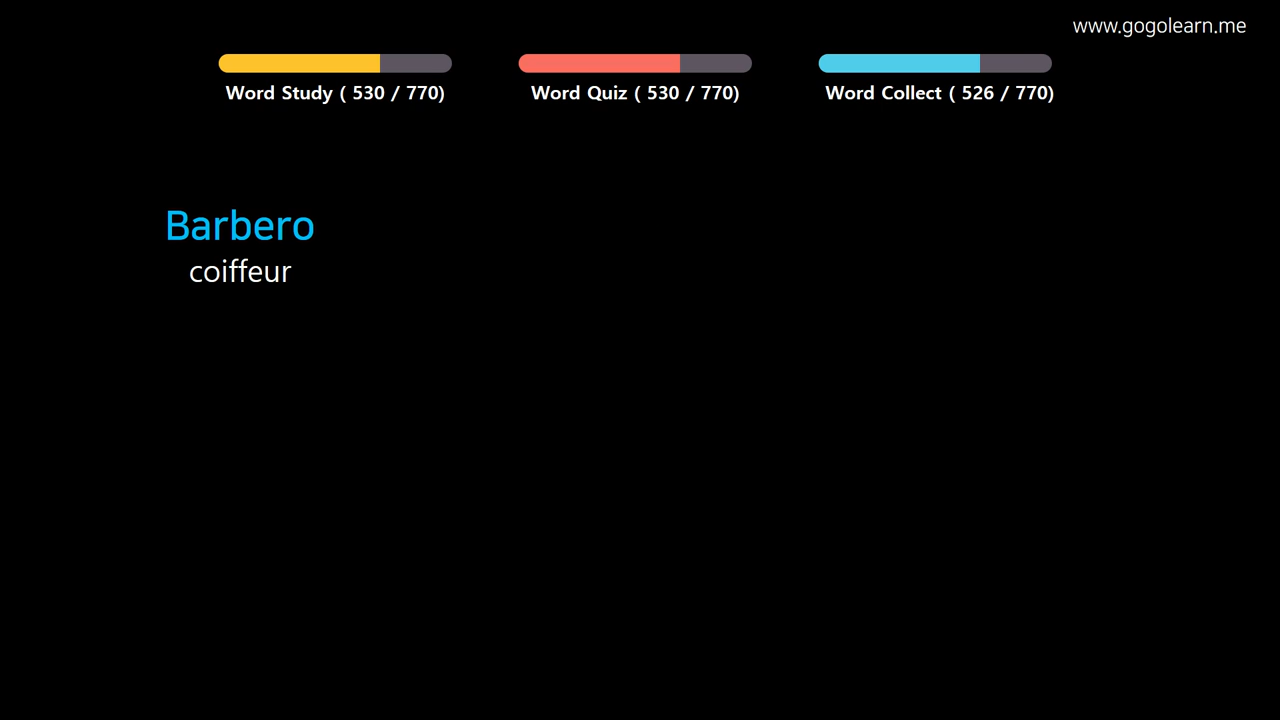 www.gogolearn.me
Word Study ( 530 / 770)
Word Quiz ( 530 / 770)
Word Collect ( 526 / 770)
Barbero
coiffeur